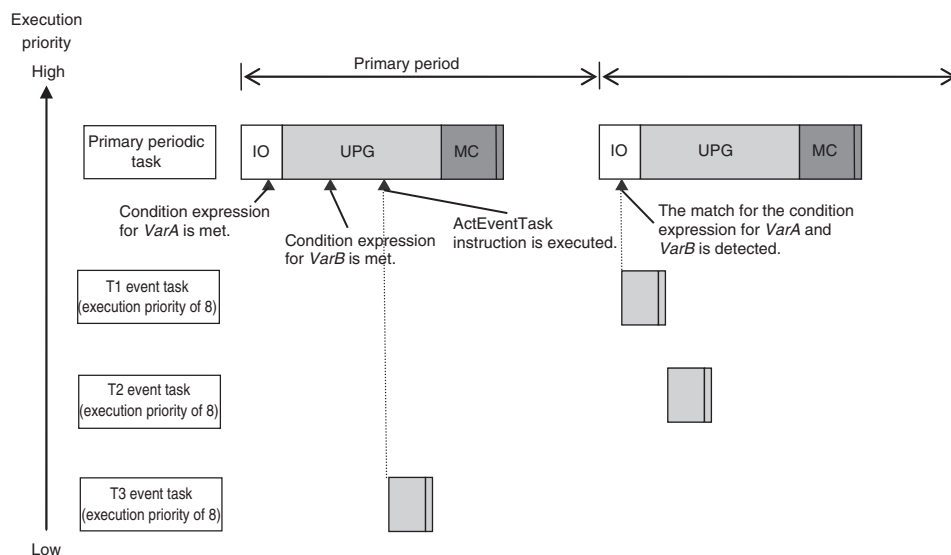 Execution
priority
High
Primary period
Primary periodic
task
IO
UPG
MC
IO
UPG
MC
Condition expression
for VarA is met.
Condition expression
for VarB is met.
ActEventTask
instruction is executed.
The match for the condition
expression for VarA and
VarB is detected.
T1 event task
(execution priority of 8)
T2 event task
(execution priority of 8)
T3 event task
(execution priority of 8)
Low